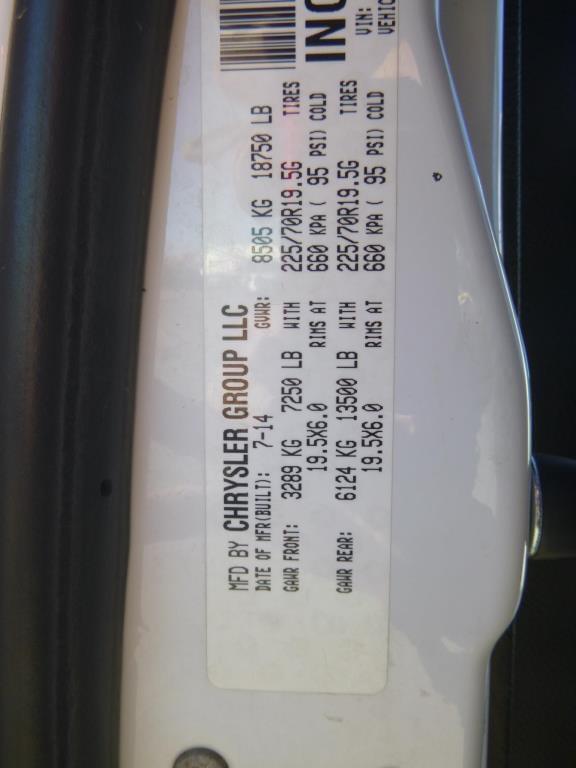 MFD BY CHRYSLER GROUP LLC
DATE OF MFR(BUILT): 7-14 GVWR: 8505 KG 18750 LB
GAWR FRONT: 3289 KG 7250 LB WITH 225/70R19.5G TIRES
19.5X6.0 RIMS AT 660 KPA ( 95 PSI) COLD
GAWR REAR: 6124 KG 13500 LB WITH 225/70R19.5G TIRES
19.5X6.0 RIMS AT 660 KPA ( 95 PSI) COLD
INC
VIN:
VEHIC